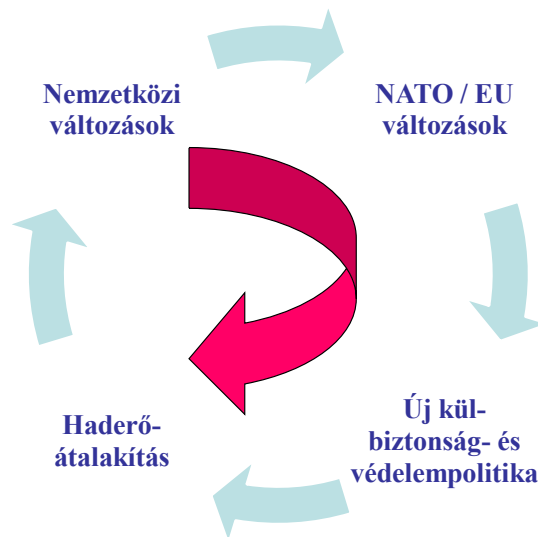 Nemzetközi
változások
NATO / EU
változások
Új kül-
biztonság- és
védelempolitika
Haderő-
átalakítás